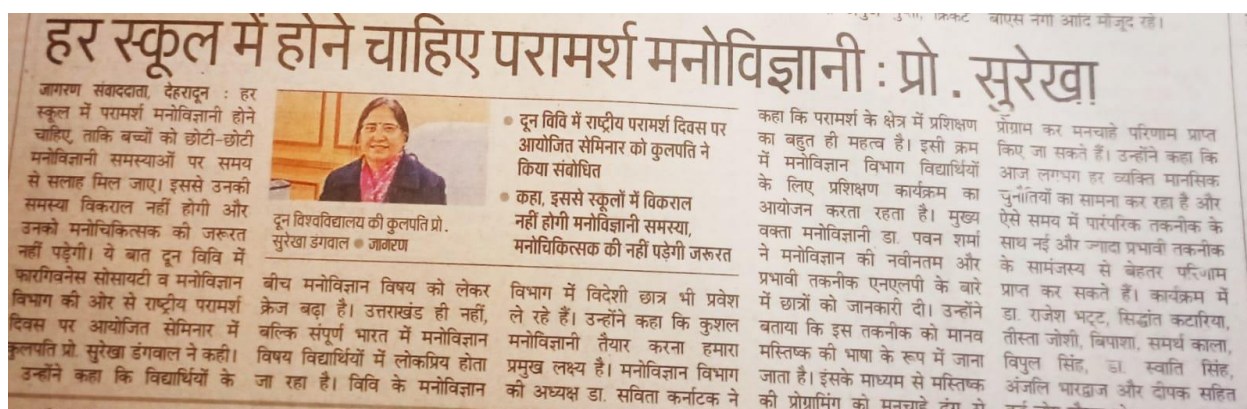 बीएस नेगी आदि मौजूद रहे।
हर स्कूल में होने चाहिए परामर्श मनोविज्ञानी : प्रो . सुरेखा
जागरण संवाददाता, देहरादून : हर
स्कूल में परामर्श मनोविज्ञानी होने
चाहिए, ताकि बच्चों को छोटी-छोटी
मनोविज्ञानी समस्याओं पर समय
से सलाह मिल जाए। इससे उनकी
समस्या विकराल नहीं होगी और
उनको मनोचिकित्सक की जरूरत
नहीं पड़ेगी। ये बात दून विवि में
फारगिवनेस सोसायटी व मनोविज्ञान
विभाग की ओर से राष्ट्रीय परामर्श
दिवस पर आयोजित सेमिनार में
कुलपति प्रो. सुरेखा डंगवाल ने कही।
उन्होंने कहा कि विद्यार्थियों के
दून विश्वविद्यालय की कुलपति प्रो.
सुरेखा डंगवाल ● जागरण
● दून विवि में राष्ट्रीय परामर्श दिवस पर
आयोजित सेमिनार को कुलपति ने
किया संबोधित
● कहा, इससे स्कूलों में विकराल
नहीं होगी मनोविज्ञानी समस्या,
मनोचिकित्सक की नहीं पड़ेगी जरूरत
बीच मनोविज्ञान विषय को लेकर
क्रेज बढ़ा है। उत्तराखंड ही नहीं,
बल्कि संपूर्ण भारत में मनोविज्ञान
विषय विद्यार्थियों में लोकप्रिय होता
जा रहा है। विवि के मनोविज्ञान
विभाग में विदेशी छात्र भी प्रवेश
ले रहे हैं। उन्होंने कहा कि कुशल
मनोविज्ञानी तैयार करना हमारा
प्रमुख लक्ष्य है। मनोविज्ञान विभाग
की अध्यक्ष डा. सविता कर्नाटक ने
कहा कि परामर्श के क्षेत्र में प्रशिक्षण
का बहुत ही महत्व है। इसी क्रम
में मनोविज्ञान विभाग विद्यार्थियों
के लिए प्रशिक्षण कार्यक्रम का
आयोजन करता रहता है। मुख्य
वक्ता मनोविज्ञानी डा. पवन शर्मा
ने मनोविज्ञान की नवीनतम और
प्रभावी तकनीक एनएलपी के बारे
में छात्रों को जानकारी दी। उन्होंने
बताया कि इस तकनीक को मानव
मस्तिष्क की भाषा के रूप में जाना
जाता है। इसके माध्यम से मस्तिष्क
की प्रोग्रामिंग को मनचाहे ढंग से
प्रोग्राम कर मनचाहे परिणाम प्राप्त
किए जा सकते हैं। उन्होंने कहा कि
आज लगभग हर व्यक्ति मानसिक
चुनौतियों का सामना कर रहा है और
ऐसे समय में पारंपरिक तकनीक के
साथ नई और ज्यादा प्रभावी तकनीक
के सामंजस्य से बेहतर परिणाम
प्राप्त कर सकते हैं। कार्यक्रम में
डा. राजेश भट्ट, सिद्धांत कटारिया,
तीस्ता जोशी, बिपाशा, समर्थ काला,
विपुल सिंह, डा. स्वाति सिंह,
अंजलि भारद्वाज और दीपक सहित